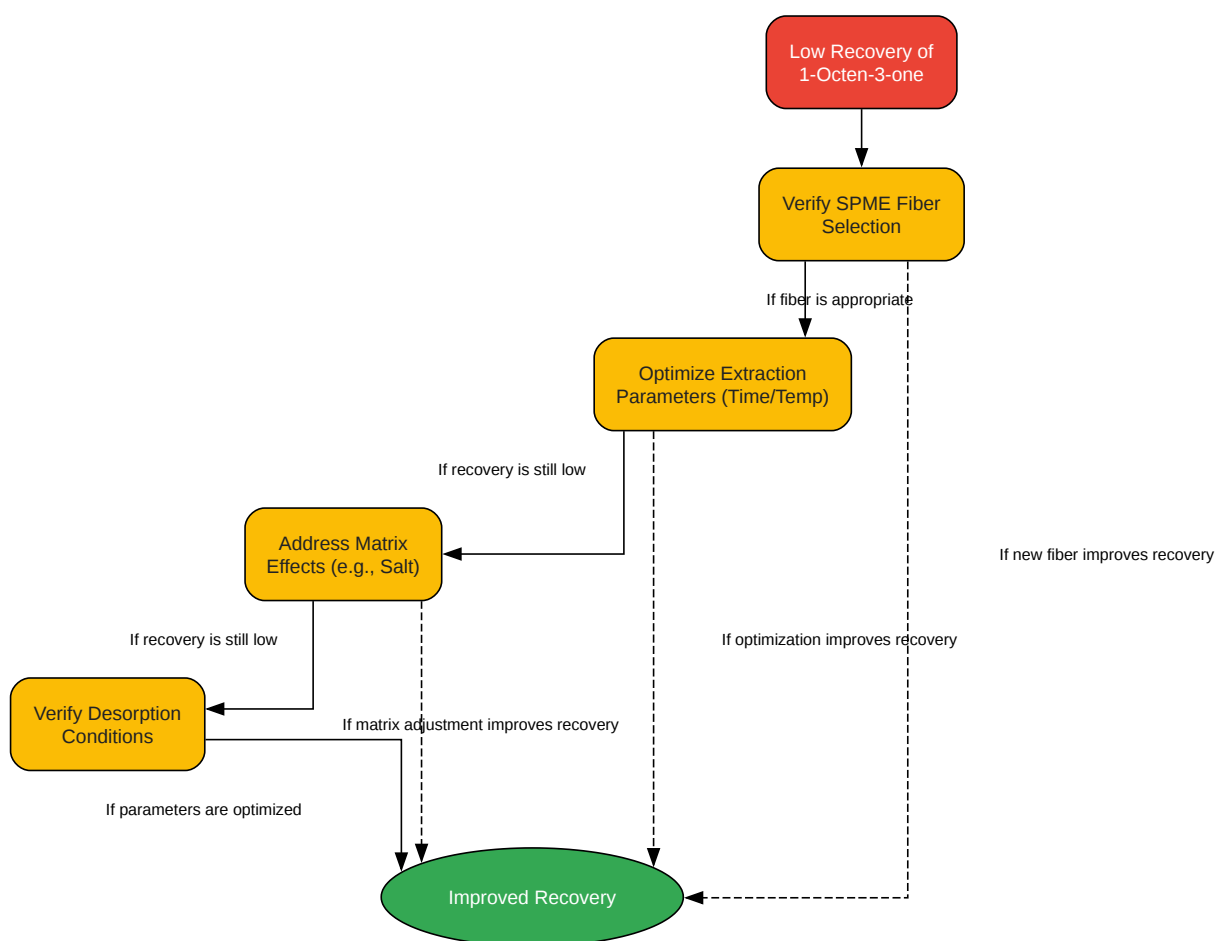 Low Recovery of
1-Octen-3-one
Verify SPME Fiber
Selection
If fiber is appropriate
Optimize Extraction
Parameters (Time/Temp)
If recovery is still low
Address Matrix
Effects (e.g., Salt)
If new fiber improves recovery
If recovery is still low
If optimization improves recovery
Verify Desorption
Conditions
If matrix adjustment improves recovery
If parameters are optimized
Improved Recovery